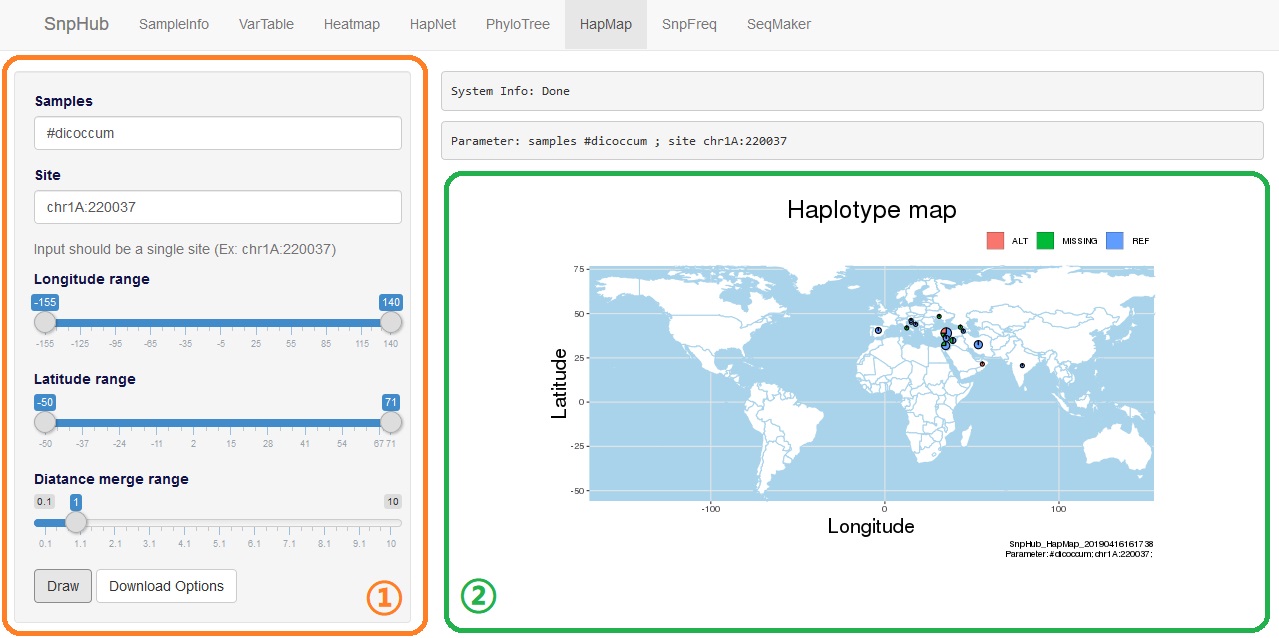 SnpHub SampleInfo VarTable Heatmap HapNet PhyloTree HapMap SnpFreq SeqMaker
Samples
#dicoccum
Site
chr1A:220037
Input should be a single site (Ex: chr1A:220037)
Longitude range
-155 140
-155 -125 -95 -65 -35 -5 25 55 85 115 140
Latitude range
-50 71
-50 -37 -24 -11 2 15 28 41 54 67 71
Distance merge range
0.1 1 10
0.1 1.1 2.1 3.1 4.1 5.1 6.1 7.1 8.1 9.1 10
Draw Download Options
①
System Info: Done
Parameter: samples #dicoccum ; site chr1A:220037
Haplotype map
ALT MISSING REF
75
50
25
0
-25
-50
Latitude
-100 0 100
Longitude
SnpHub_HapMap_20190416161738
Parameter:#dicoccum:chr1A:220037:
②